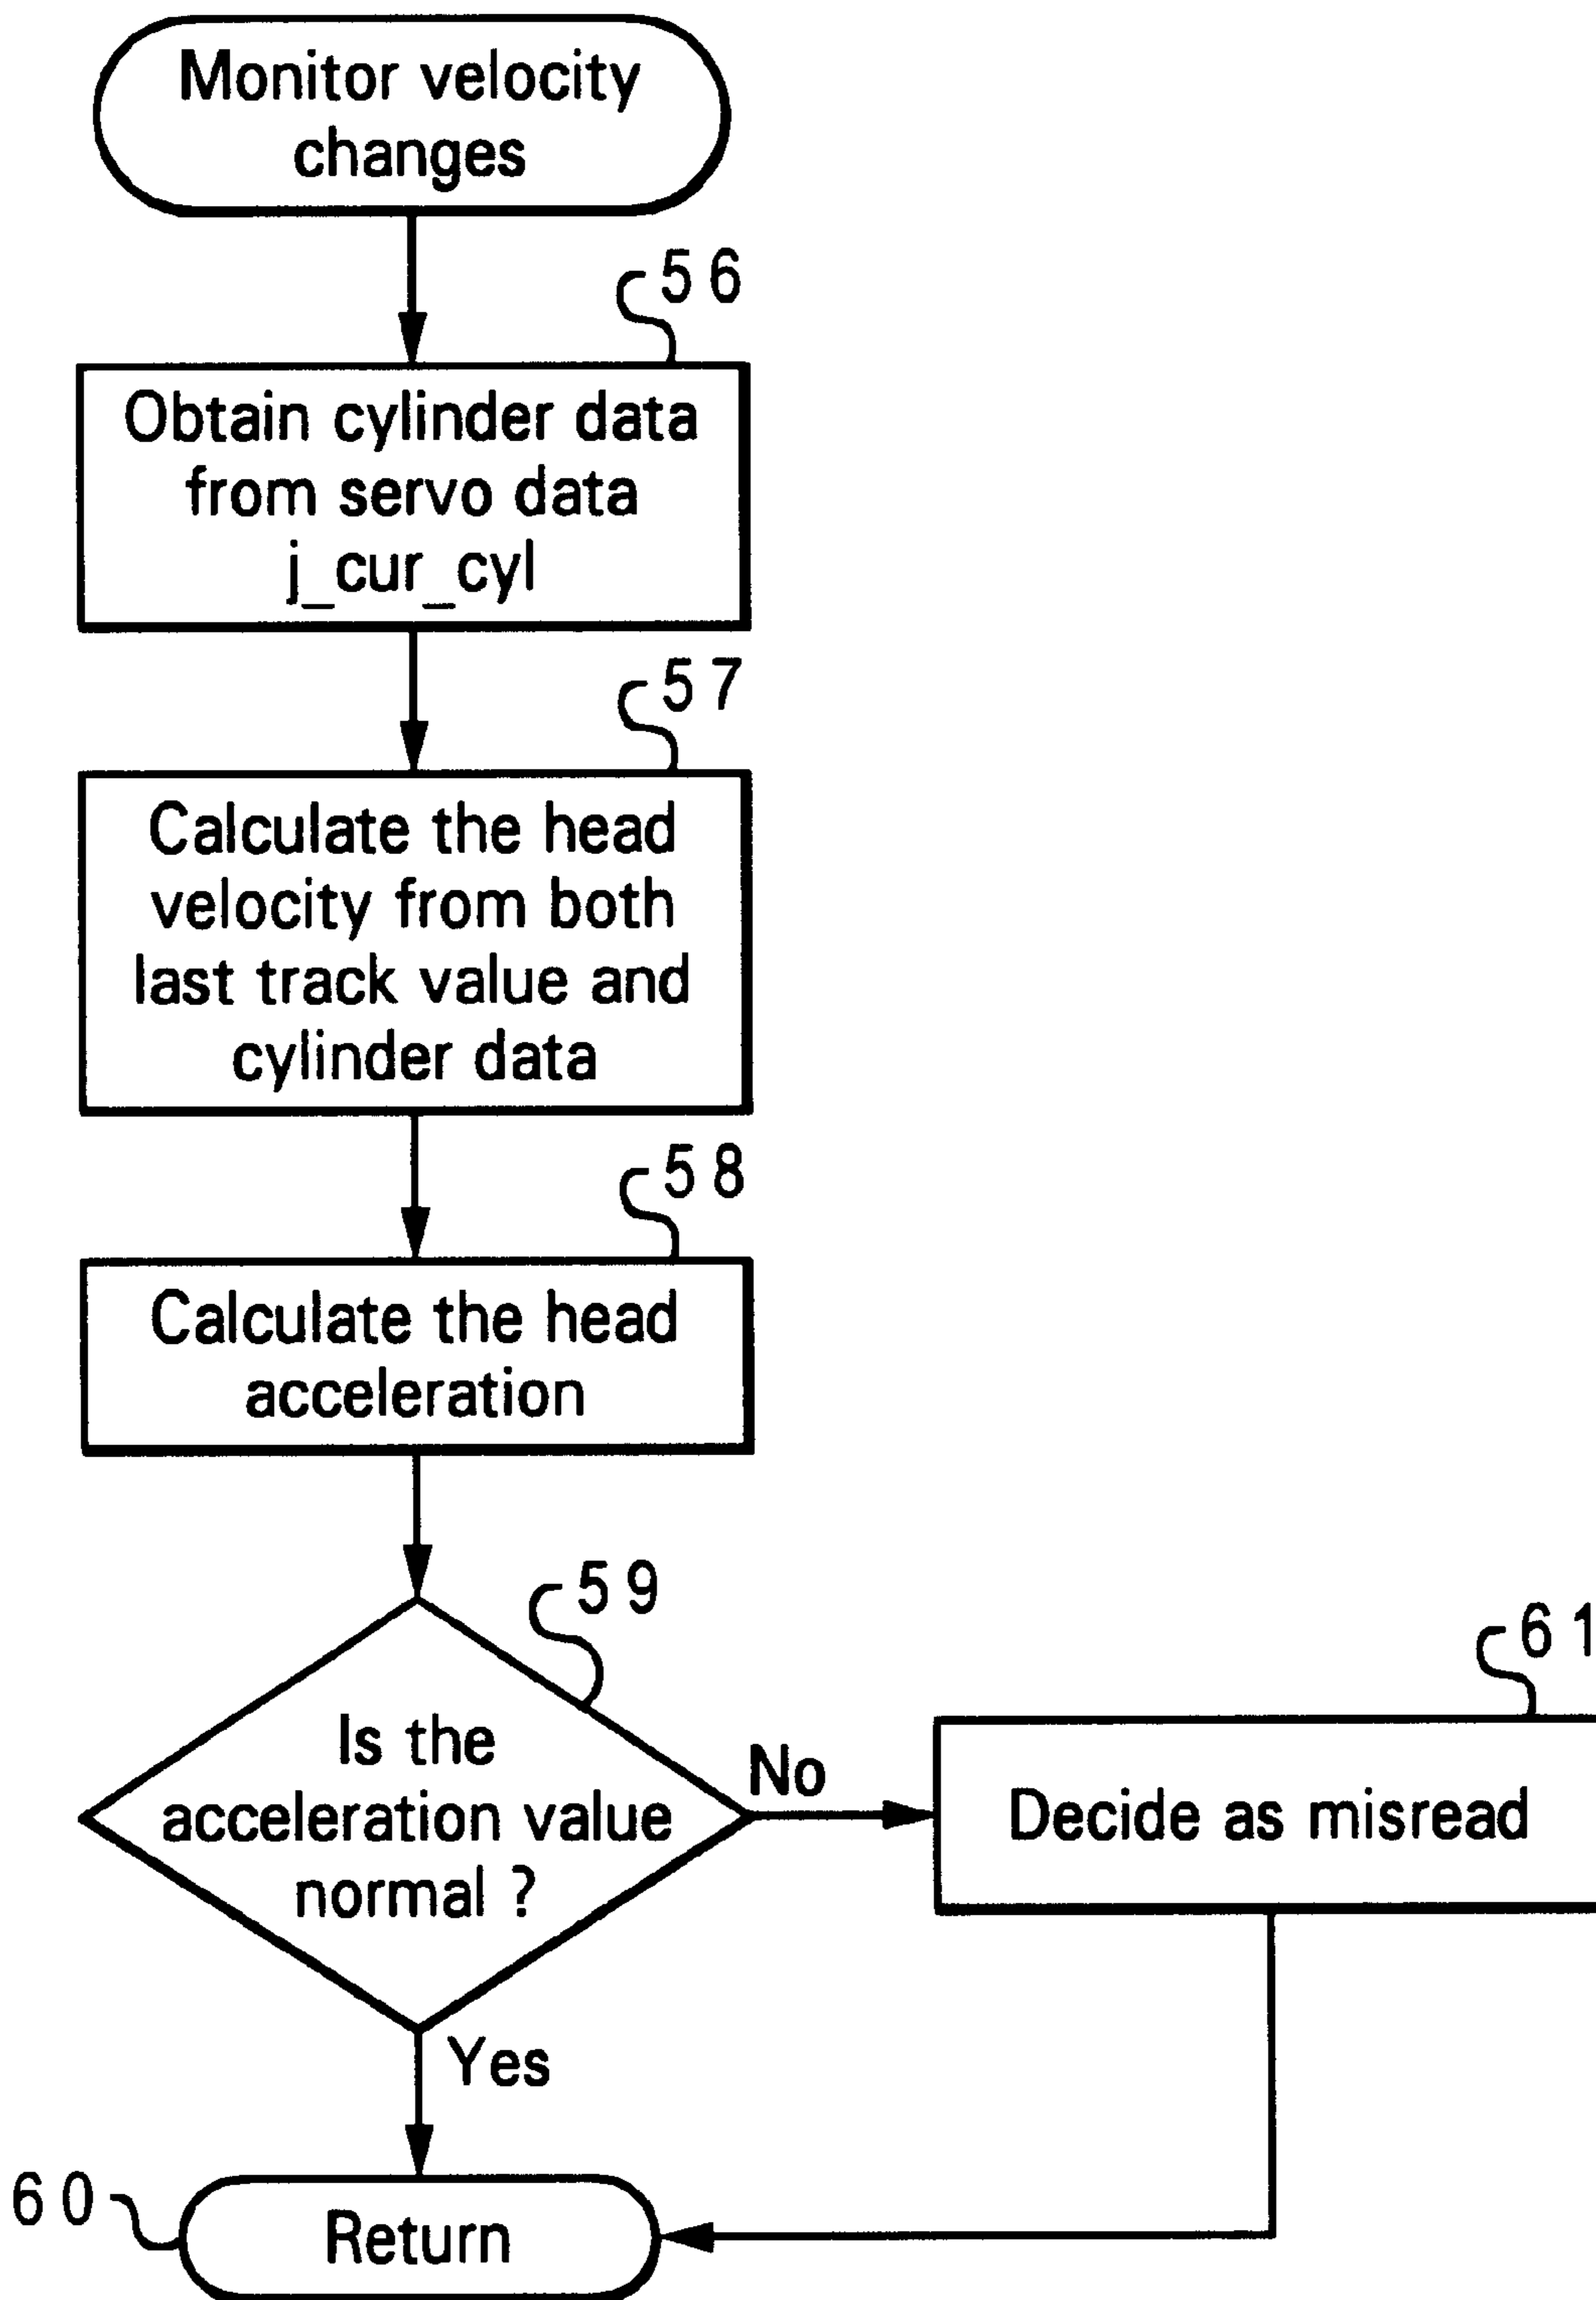 Monitor velocity
changes
56
Obtain cylinder data
from servo data
j_cur_cyl
57
Calculate the head
velocity from both
last track value and
cylinder data
58
Calculate the head
acceleration
59
Is the
acceleration value
normal ?
No
61
Decide as misread
Yes
60
Return